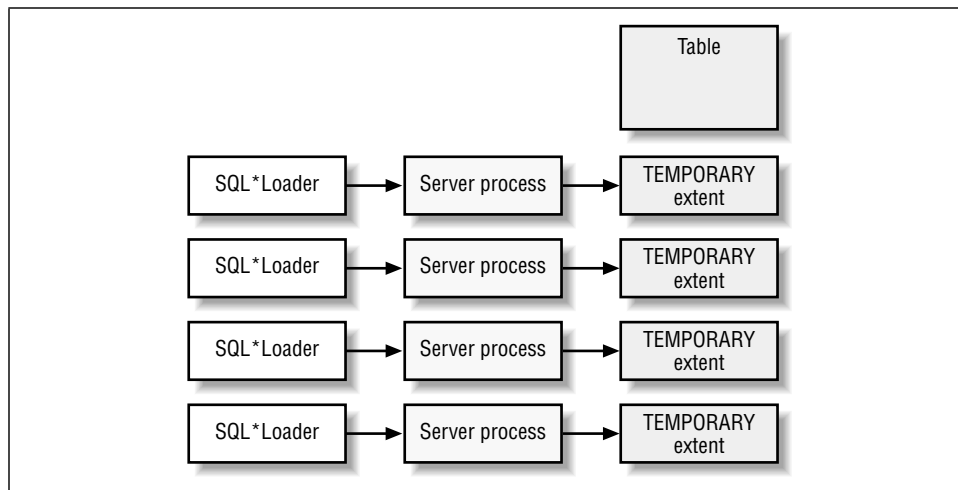 Table
SQL*Loader
Server process
TEMPORARY
extent
SQL*Loader
Server process
TEMPORARY
extent
SQL*Loader
Server process
TEMPORARY
extent
SQL*Loader
Server process
TEMPORARY
extent